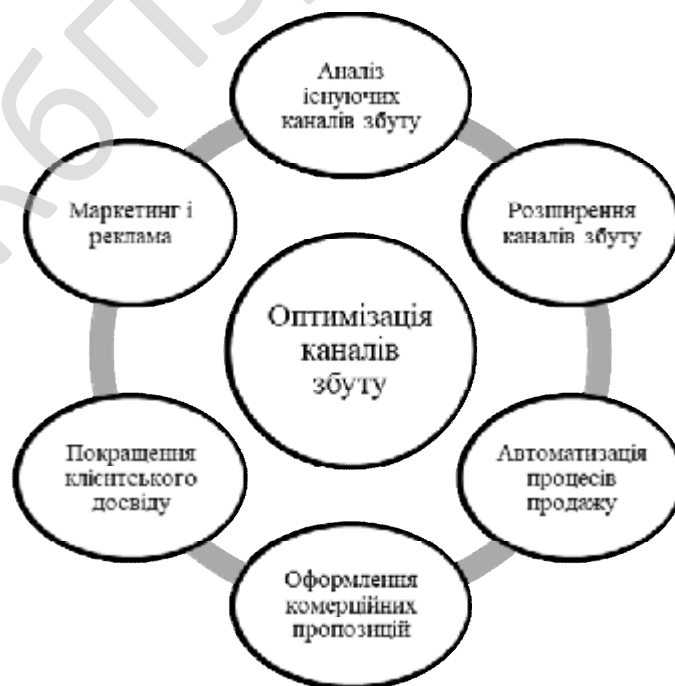 Аналіз
існуючих
каналів збуту
Розширення
каналів збуту
Автоматизація
процесів
продажу
Оформлення
комерційних
пропозицій
Покращення
клієнтського
досвіду
Маркетинг і
реклама
Оптимізація
каналів
збуту